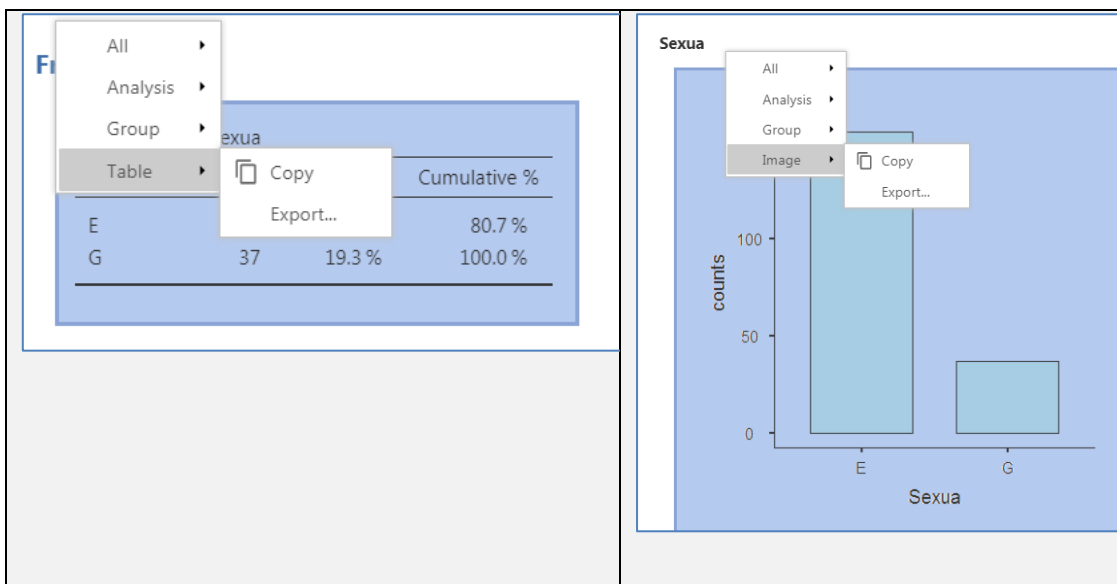 All
Analysis
Group
exua
Table
Copy
Cumulative %
Export...
E 80.7 %
G 37 19.3 % 100.0 %
Sexua
All
Analysis
Group
Image
Copy
Export...
100
counts
50
0
E G
Sexua